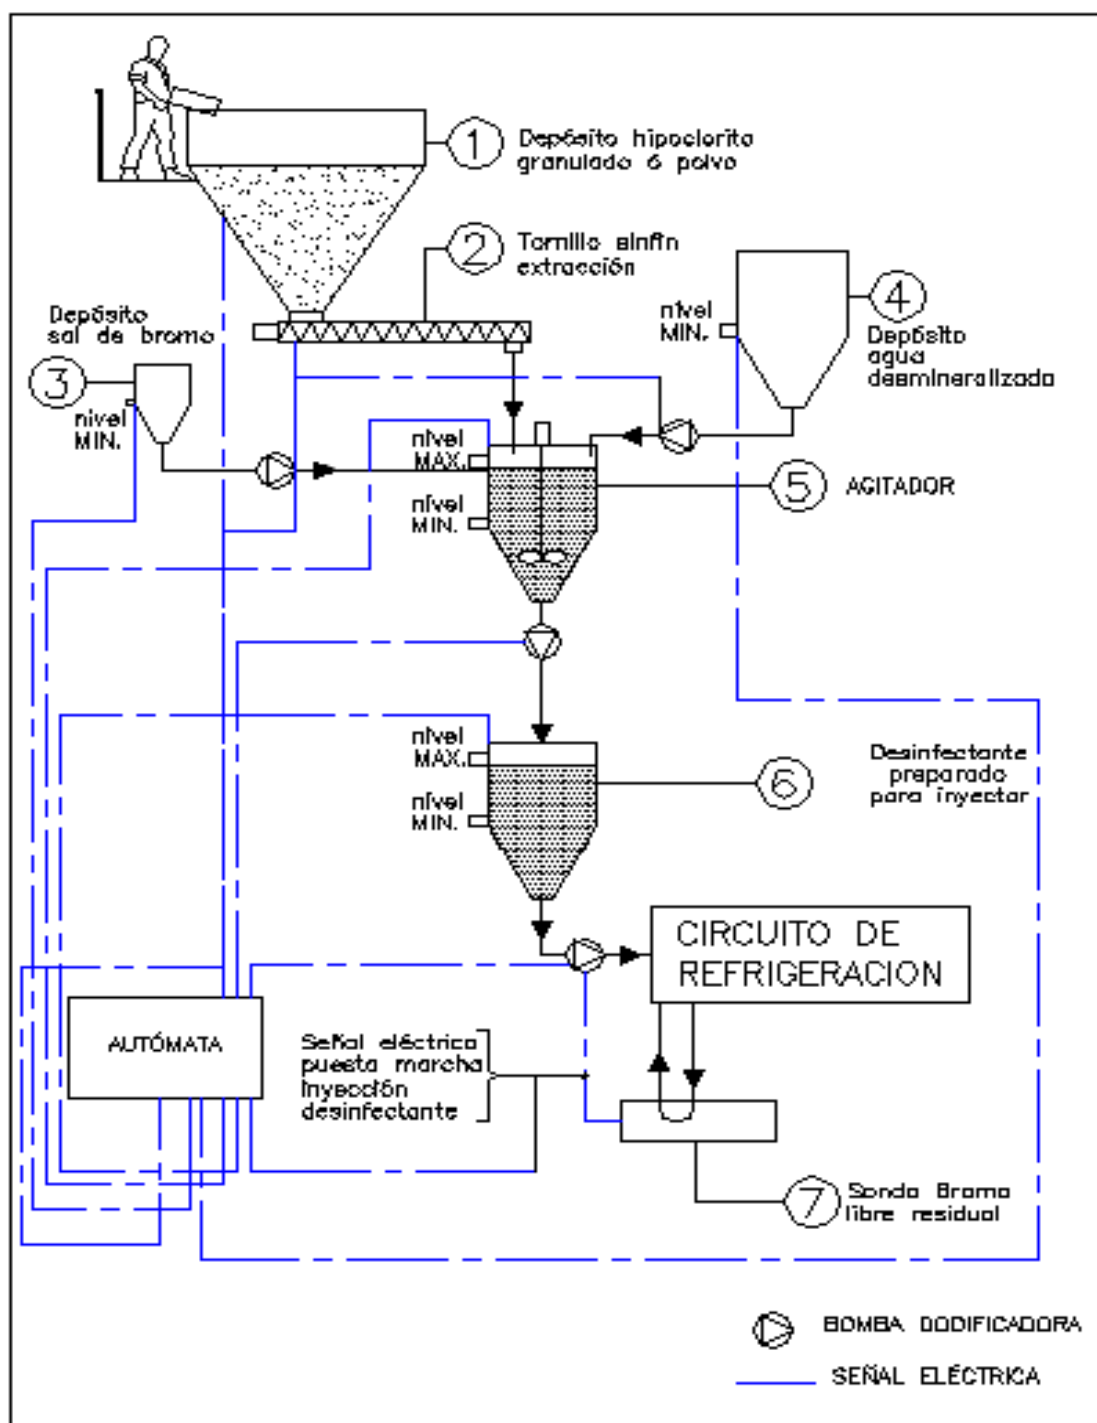 1
Depósito hipoclorito
granulado ó polvo
2
Tornillo sinfín
extracción
4
nivel
MIN.
Depósito
agua
desmineralizada
Depósito
sal de bromo
3
nivel
MIN.
nivel
MAX.
nivel
MIN.
5
AGITADOR
nivel
MAX.
nivel
MIN.
6
Desinfectante
preparado
para inyectar
CIRCUITO DE
REFRIGERACION
AUTÓMATA
Señal eléctrica
puesta marcha
inyección
desinfectante
7
Sonda Bromo
libre residual
BOMBA DODIFICADORA
SEÑAL ELÉCTRICA